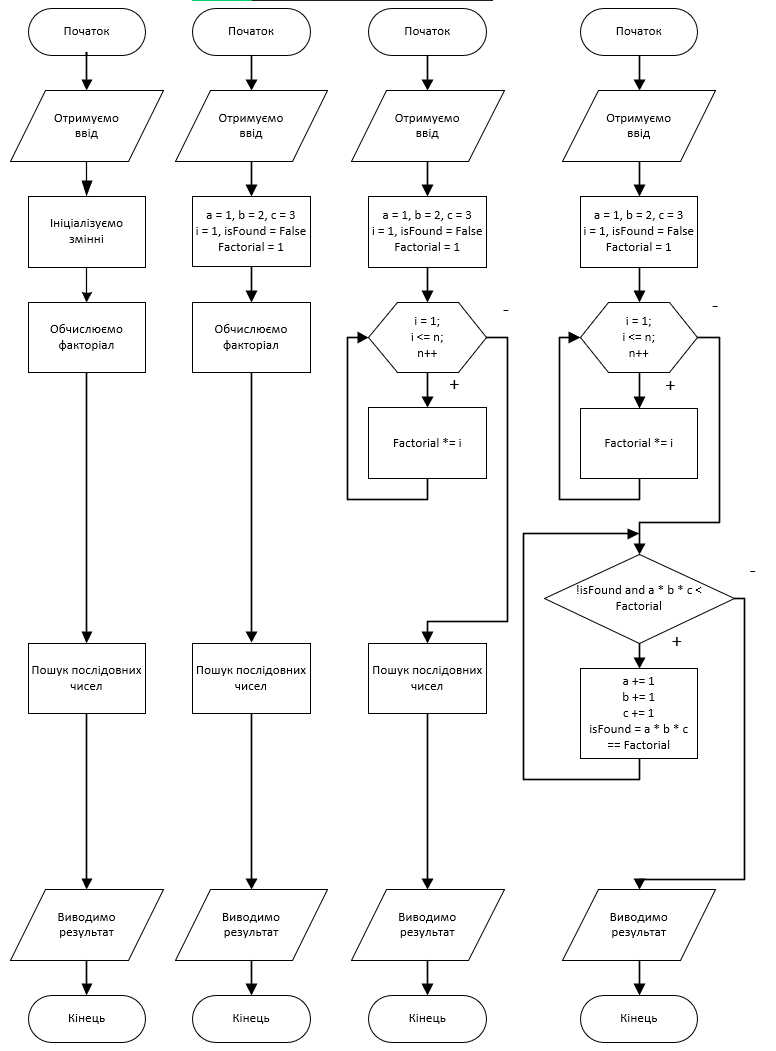 Початок
Отримуємо
ввід
Ініціалізуємо
змінні
Обчислюємо
факторіал
Пошук послідовних
чисел
Виводимо
результат
Кінець
Початок
Отримуємо
ввід
a = 1, b = 2, c = 3
i = 1, isFound = False
Factorial = 1
Обчислюємо
факторіал
Пошук послідовних
чисел
Виводимо
результат
Кінець
Початок
Отримуємо
ввід
a = 1, b = 2, c = 3
i = 1, isFound = False
Factorial = 1
i = 1;
i <= n;
n++
-
+
Factorial *= i
Пошук послідовних
чисел
Виводимо
результат
Кінець
Початок
Отримуємо
ввід
a = 1, b = 2, c = 3
i = 1, isFound = False
Factorial = 1
i = 1;
i <= n;
n++
-
+
Factorial *= i
!isFound and a * b * c <
Factorial
-
+
a += 1
b += 1
c += 1
isFound = a * b * c
== Factorial
Виводимо
результат
Кінець